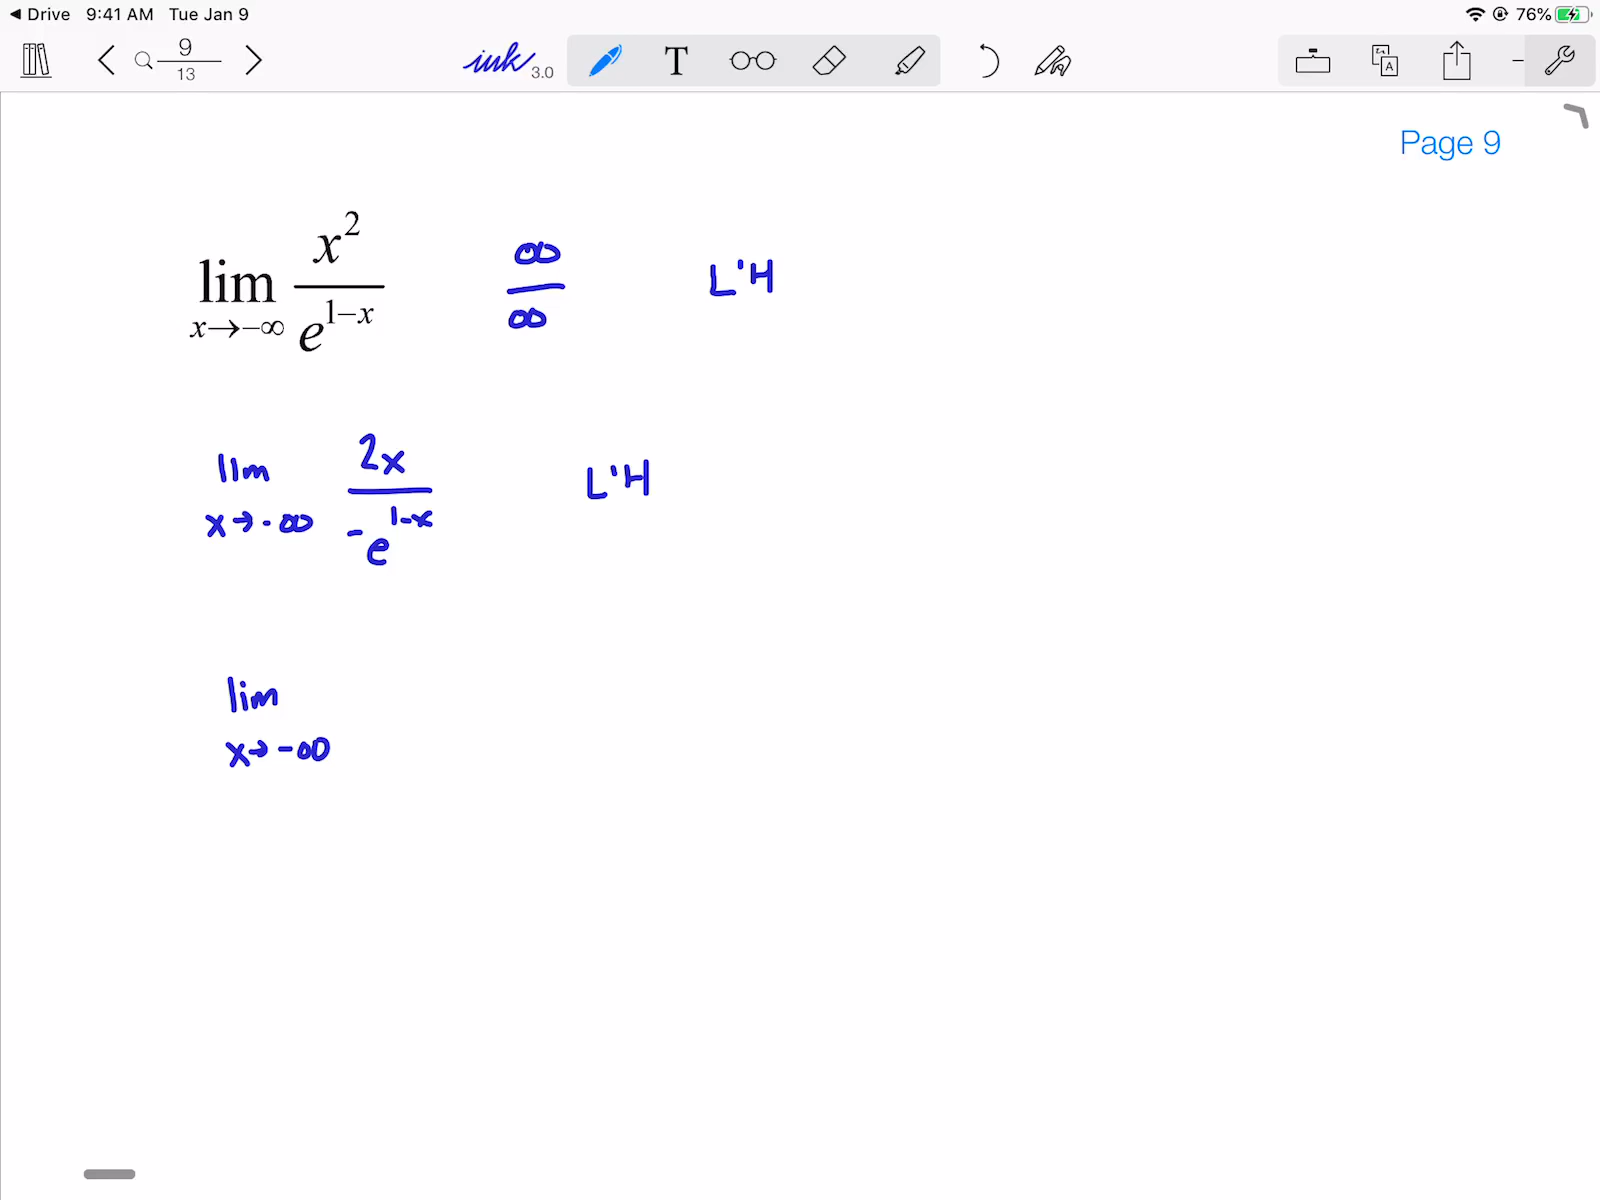 Drive 9:41 AM Tue Jan 9 76%
9
13
ink 3.0 T A
Page 9
lim x→−∞ x² / e^(1−x) ∞/∞ L'H
lim x→-∞ 2x / -e^(1-x) L'H
lim
x→-∞